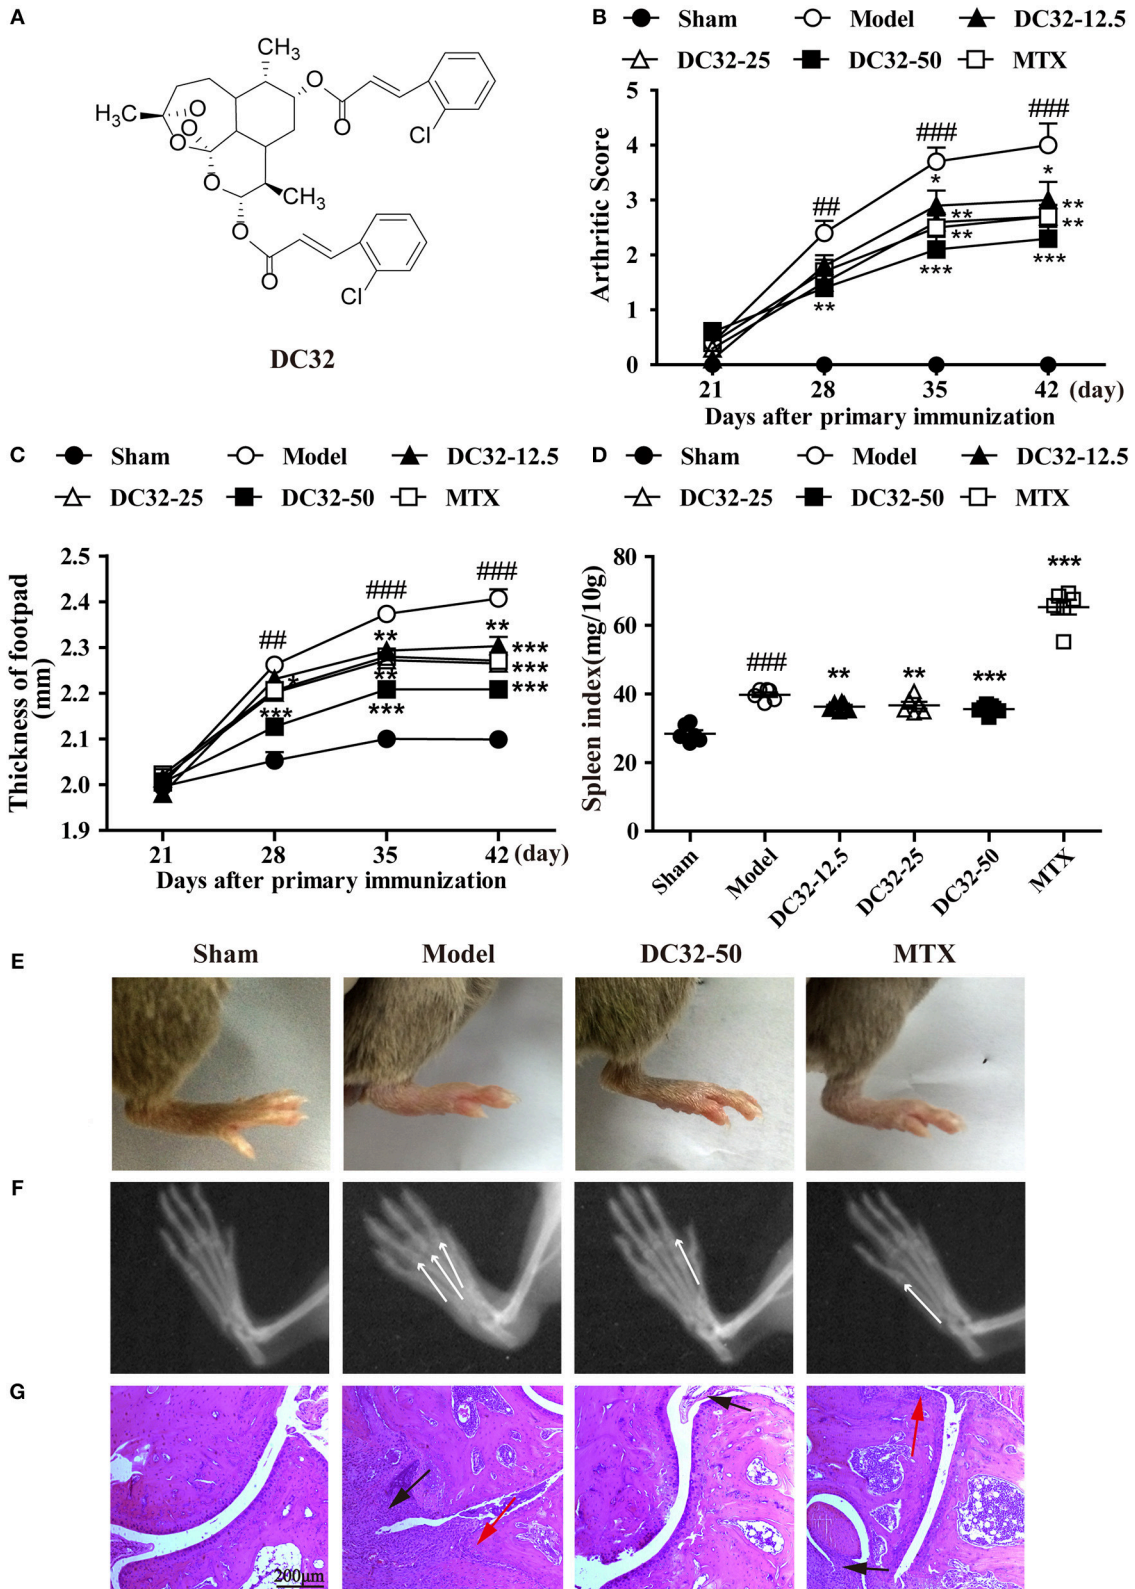 A
CH₃
H₃C
O
O
O
O
O
O
Cl
CH₃
O
O
Cl
DC32
B
Sham Model DC32-12.5
DC32-25 DC32-50 MTX
Arthritic Score
5
4
3
2
1
0
## ### ###
* *
** ** ** **
** *** ***
21 28 35 42 (day)
Days after primary immunization
C
Sham Model DC32-12.5
DC32-25 DC32-50 MTX
Thickness of footpad
(mm)
2.5
2.4
2.3
2.2
2.1
2.0
1.9
## ### ###
** **
* ** ***
***
*** *** ***
21 28 35 42 (day)
Days after primary immunization
D
Sham Model DC32-12.5
DC32-25 DC32-50 MTX
Spleen index(mg/10g)
80
60
40
20
0
### ** ** *** ***
Sham
Model
DC32-12.5
DC32-25
DC32-50
MTX
E
Sham Model DC32-50 MTX
F
G
200μm